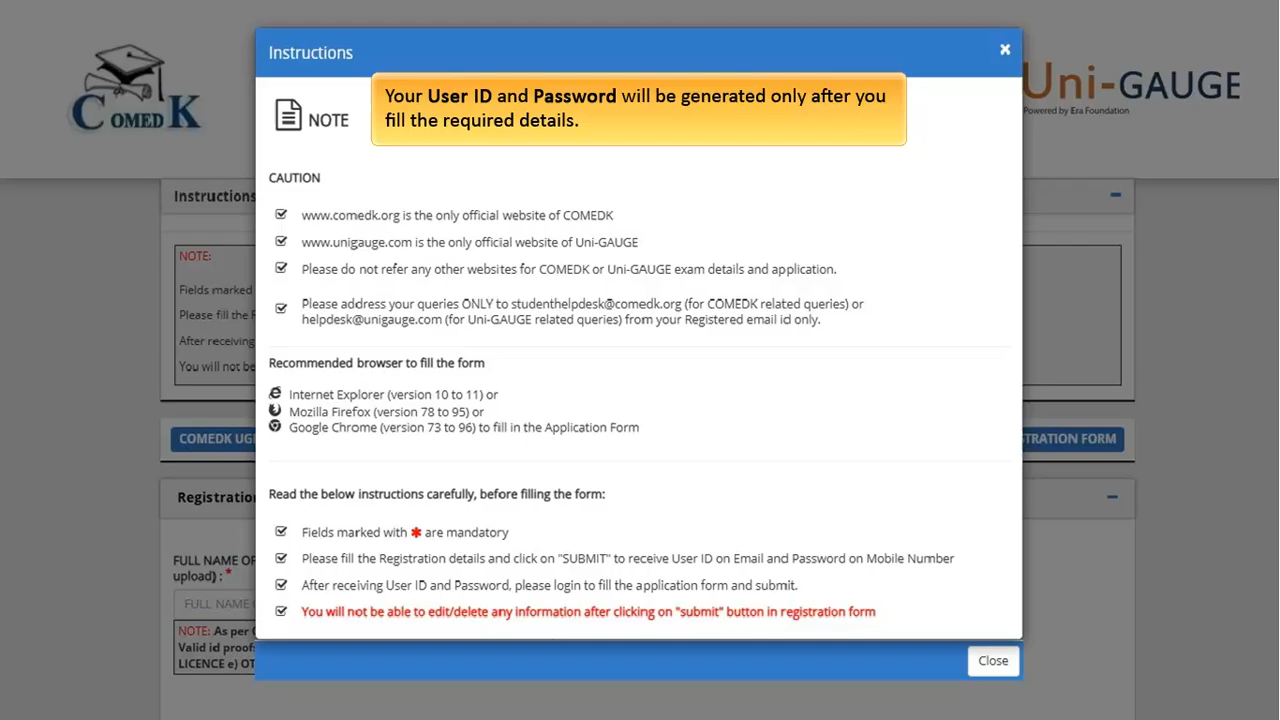 COMEDK
Uni-GAUGE
Powered by Era Foundation
Instructions
×
NOTE
Your User ID and Password will be generated only after you
fill the required details.
CAUTION
www.comedk.org is the only official website of COMEDK
www.unigauge.com is the only official website of Uni-GAUGE
Please do not refer any other websites for COMEDK or Uni-GAUGE exam details and application.
Please address your queries ONLY to studenthelpdesk@comedk.org (for COMEDK related queries) or
helpdesk@unigauge.com (for Uni-GAUGE related queries) from your Registered email id only.
Recommended browser to fill the form
Internet Explorer (version 10 to 11) or
Mozilla Firefox (version 78 to 95) or
Google Chrome (version 73 to 96) to fill in the Application Form
Read the below instructions carefully, before filling the form:
Fields marked with * are mandatory
Please fill the Registration details and click on "SUBMIT" to receive User ID on Email and Password on Mobile Number
After receiving User ID and Password, please login to fill the application form and submit.
You will not be able to edit/delete any information after clicking on "submit" button in registration form
Close
Instructions
NOTE:
Fields marked
Please fill the
After receiving
You will not be
COMEDK UG
RATION FORM
Registration
FULL NAME OF
upload) : *
FULL NAME
NOTE: As per
Valid id proofs
LICENCE e) OT